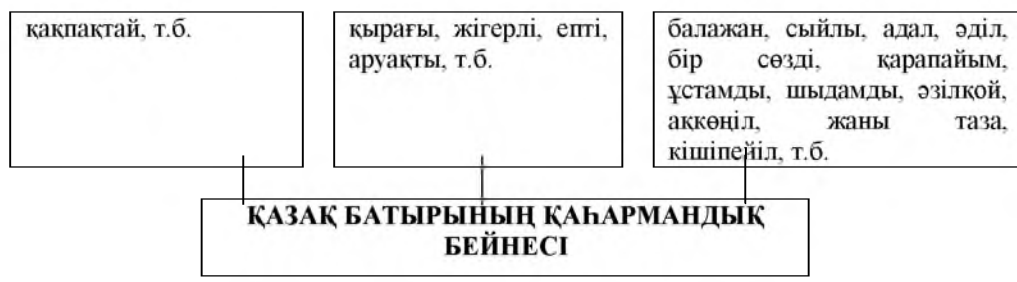 қақпақтай, т.б.
қырағы, жігерлі, епті,
аруақты, т.б.
балажан, сыйлы, адал, әділ,
бір сөзді, қарапайым,
ұстамды, шыдамды, әзілқой,
ақкөңіл, жаны таза,
кішіпейіл, т.б.
ҚАЗАҚ БАТЫРЫНЫҢ ҚАҺАРМАНДЫҚ
БЕЙНЕСІ